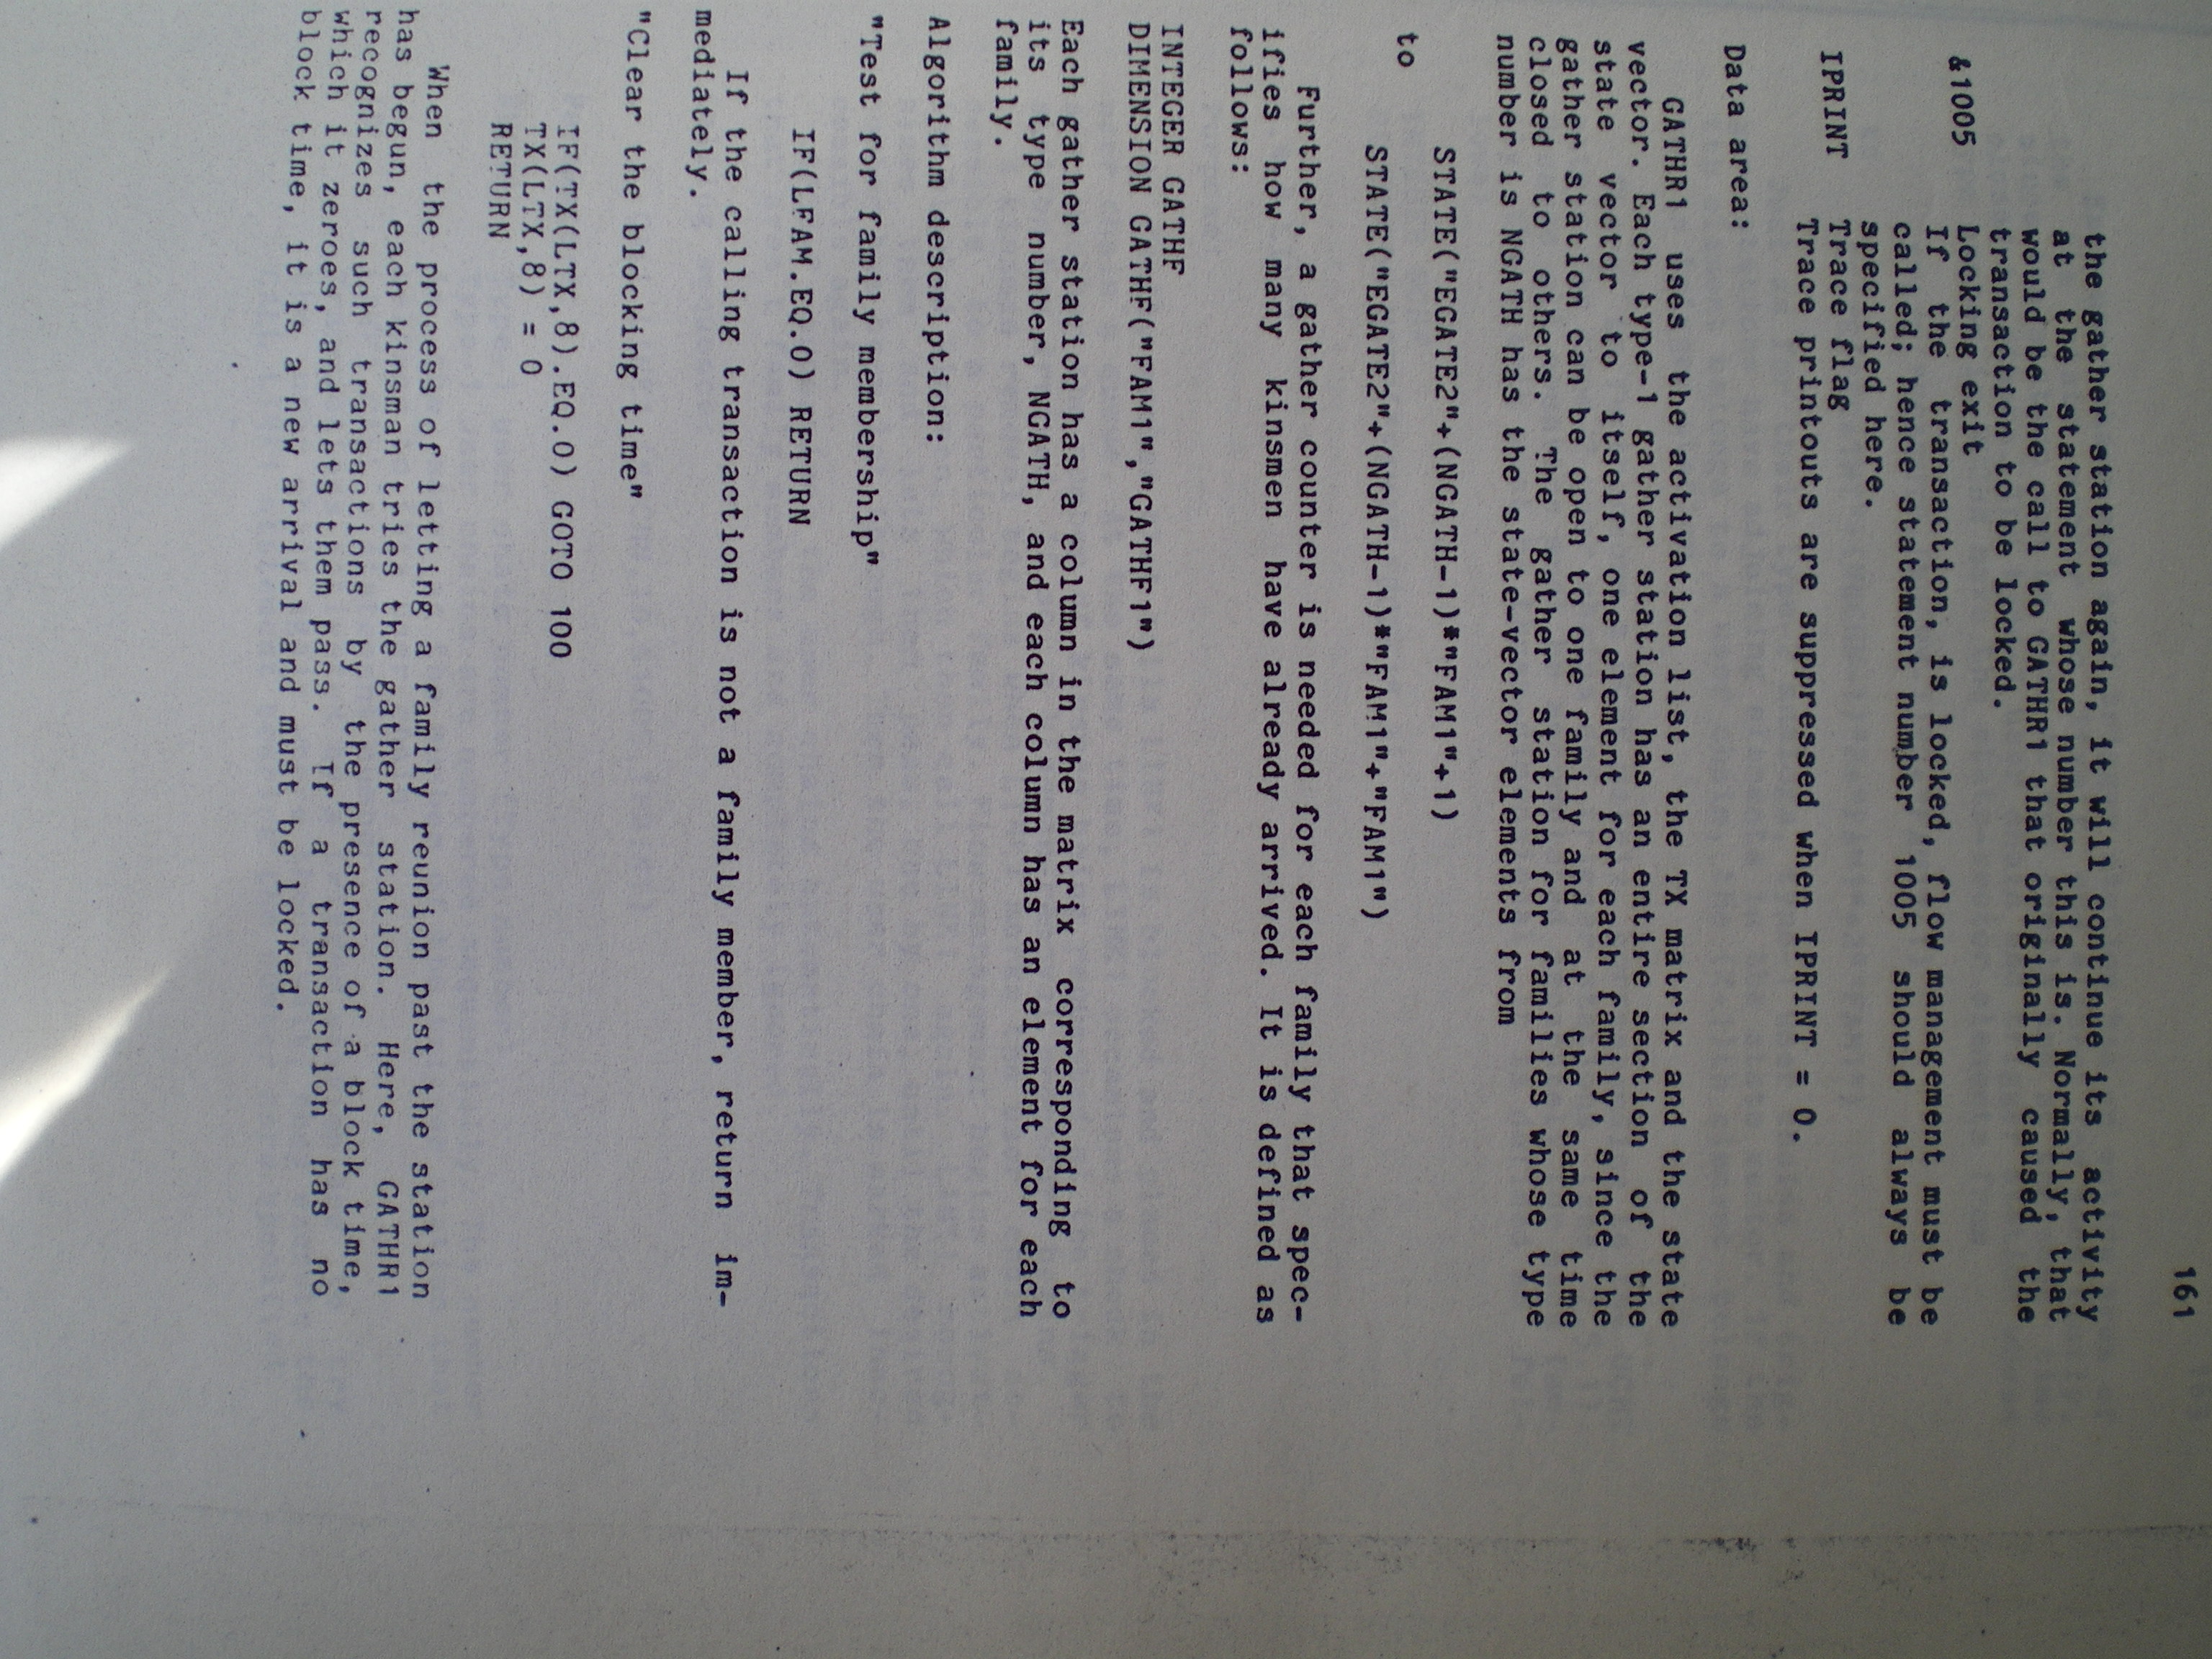 161
the gather station again, it will continue its activity
at the statement whose number this is. Normally, that
would be the call to GATHR1 that originally caused the
transaction to be locked.
&1005 Locking exit
If the transaction, is locked, flow management must be
called; hence statement number 1005 should always be
specified here.
IPRINT Trace flag
Trace printouts are suppressed when IPRINT = 0.
Data area:
GATHR1 uses the activation list, the TX matrix and the state
vector. Each type-1 gather station has an entire section of the
state vector to itself, one element for each family, since the
gather station can be open to one family and at the same time
closed to others. The gather station for families whose type
number is NGATH has the state-vector elements from
STATE("EGATE2"+(NGATH-1)*"FAM1"+1)
to
STATE("EGATE2"+(NGATH-1)*"FAM1"+"FAM1")
Further, a gather counter is needed for each family that spec-
ifies how many kinsmen have already arrived. It is defined as
follows:
INTEGER GATHF
DIMENSION GATHF("FAM1","GATHF1")
Each gather station has a column in the matrix corresponding to
its type number, NGATH, and each column has an element for each
family.
Algorithm description:
"Test for family membership"
IF(LFAM.EQ.0) RETURN
If the calling transaction is not a family member, return im-
mediately.
"Clear the blocking time"
IF(TX(LTX,8).EQ.0) GOTO 100
TX(LTX,8) = 0
RETURN
When the process of letting a family reunion past the station
has begun, each kinsman tries the gather station. Here, GATHR1
recognizes such transactions by the presence of a block time,
which it zeroes, and lets them pass. If a transaction has no
block time, it is a new arrival and must be locked.